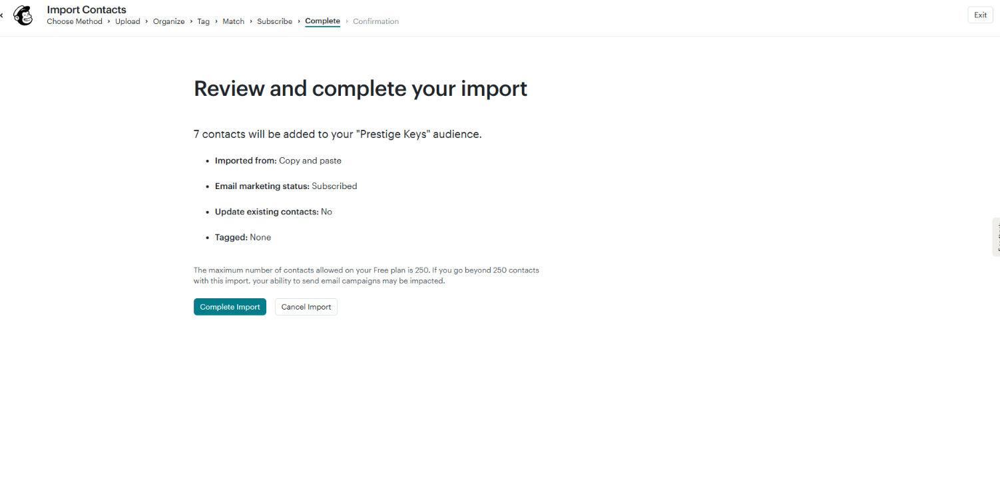 Import Contacts
Exit
Choose Method › Upload › Organize › Tag › Match › Subscribe › Complete › Confirmation
Review and complete your import
7 contacts will be added to your "Prestige Keys" audience.
• Imported from: Copy and paste
• Email marketing status: Subscribed
• Update existing contacts: No
• Tagged: None
The maximum number of contacts allowed on your Free plan is 250. If you go beyond 250 contacts
with this import, your ability to send email campaigns may be impacted.
Complete Import
Cancel Import